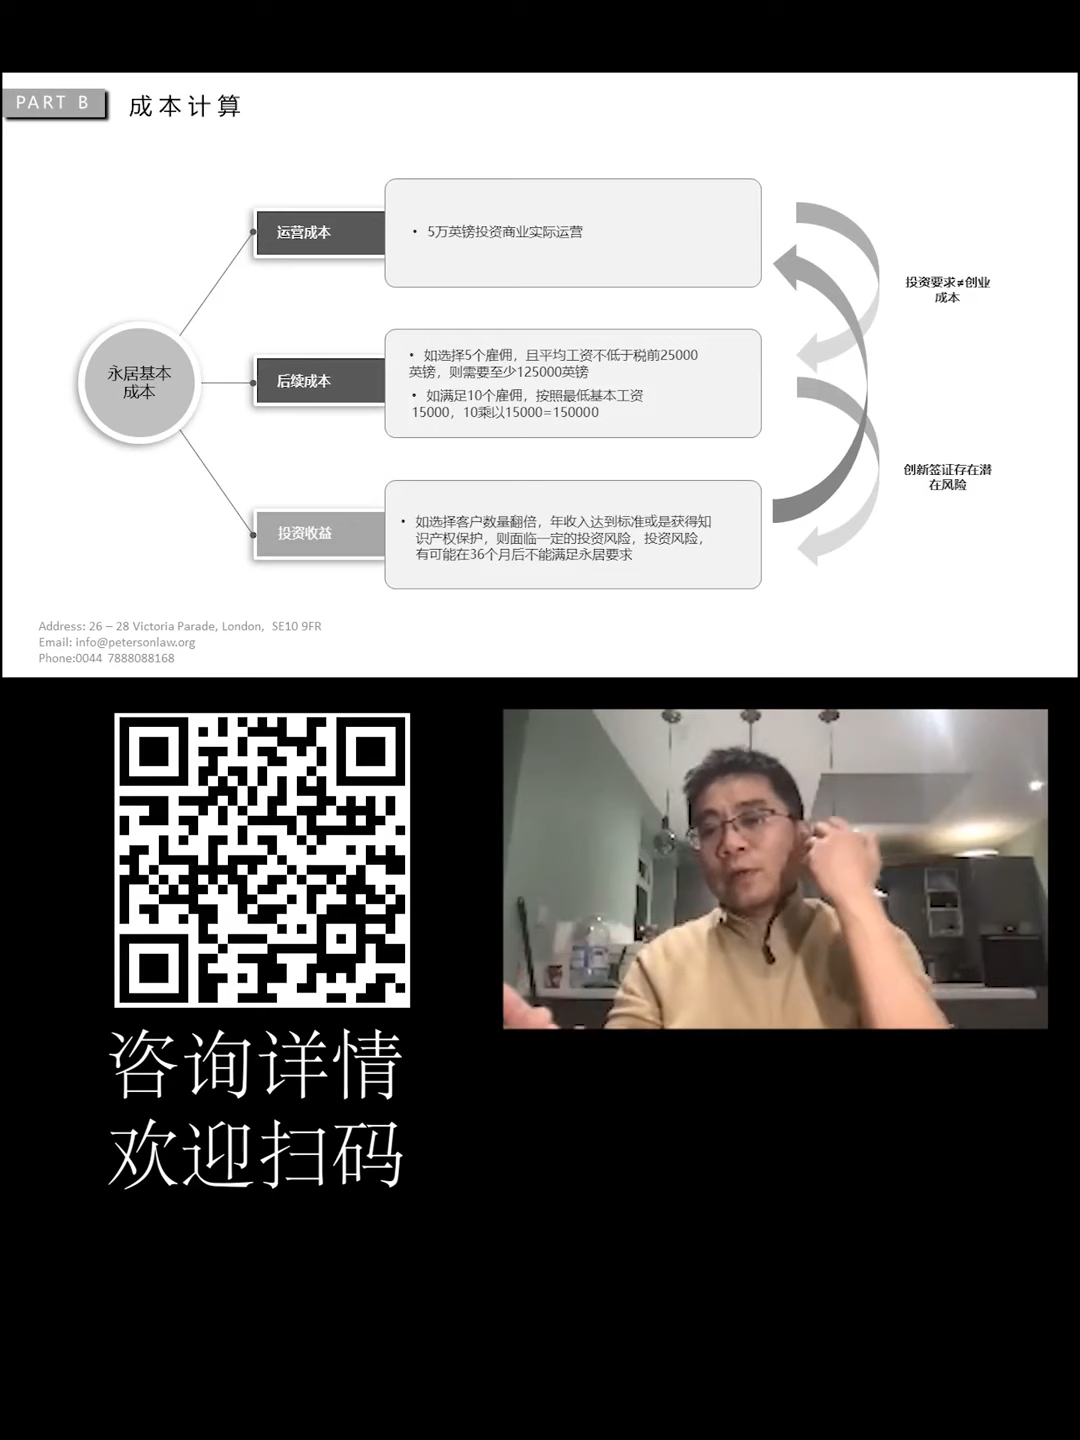 PART B
成本计算
运营成本
• 5万英镑投资商业实际运营
投资要求≠创业
成本
永居基本
成本
后续成本
• 如选择5个雇佣，且平均工资不低于税前25000
英镑，则需要至少125000英镑
• 如满足10个雇佣，按照最低基本工资
15000，10乘以15000=150000
创新签证存在潜
在风险
投资收益
• 如选择客户数量翻倍，年收入达到标准或是获得知
识产权保护，则面临一定的投资风险，投资风险，
有可能在36个月后不能满足永居要求
Address: 26 – 28 Victoria Parade, London, SE10 9FR
Email: info@petersonlaw.org
Phone:0044 7888088168
咨询详情
欢迎扫码